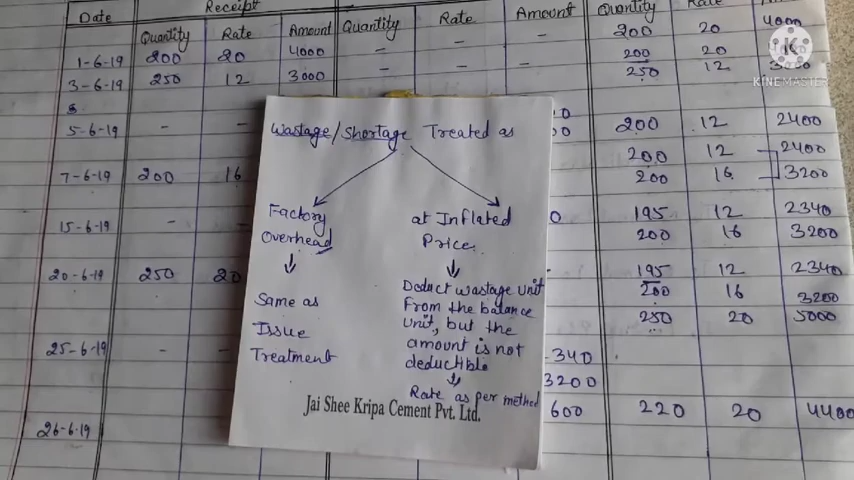 Receipt
Date Quantity Rate Amount Quantity Rate Amount Quantity Rate Amount
200 20 4000
1-6-19 200 20 4000 - - - 200 20
3-6-19 250 12 3000 - - - 250 12
5-6-19 - - 200 12 2400
200 12 2400
7-6-19 200 16 200 16 3200
195 12 2340
15-6-19 - 200 16 3200
20-6-19 250 20 195 12 2340
200 16 3200
250 20 5000
25-6-19 - - 340
3200
600 220 20 4400
26-6-19
Wastage/Shortage Treated as
Factory
Overhead
Same as
Issue
Treatment
at Inflated
Price
Deduct wastage unit
From the balance
unit, but the
amount is not
deductible
Rate as per method
Jai Shee Kripa Cement Pvt. Ltd.
K
KINEMASTER